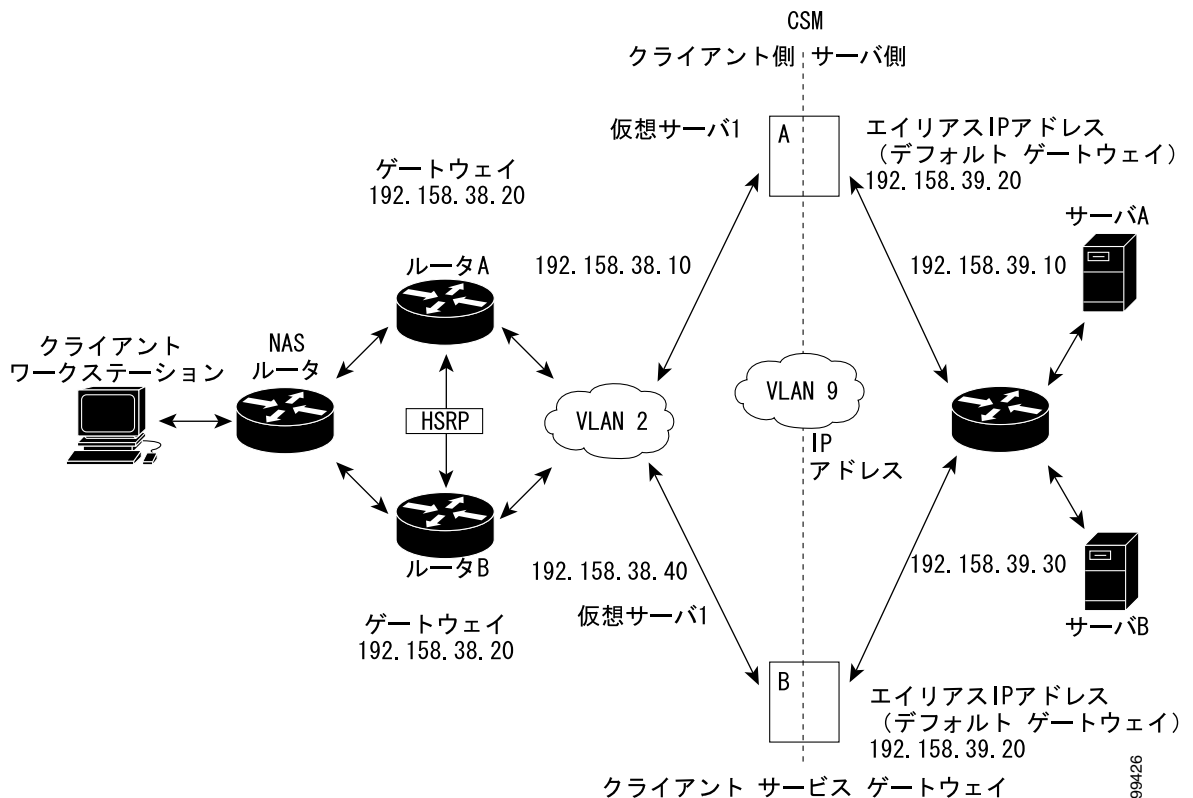 CSM
クライアント側
サーバ側
仮想サーバ1
A
エイリアスIPアドレス
（デフォルト ゲートウェイ）
192.158.39.20
ゲートウェイ
192.158.38.20
サーバA
ルータA
192.158.38.10
192.158.39.10
クライアント
ワークステーション
NAS
ルータ
HSRP
VLAN 2
VLAN 9
IP
アドレス
ルータB
192.158.38.40
192.158.39.30
ゲートウェイ
192.158.38.20
仮想サーバ1
サーバB
B
エイリアスIPアドレス
（デフォルト ゲートウェイ）
192.158.39.20
クライアント サービス ゲートウェイ
99426